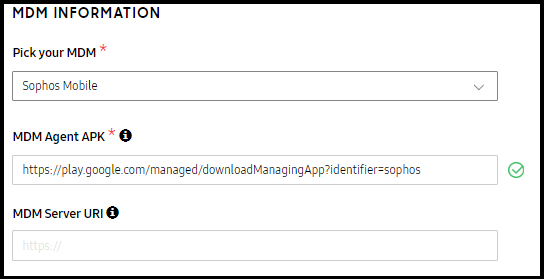 MDM INFORMATION
Pick your MDM *
Sophos Mobile
MDM Agent APK *
https://play.google.com/managed/downloadManagingApp?identifier=sophos
MDM Server URI
https://